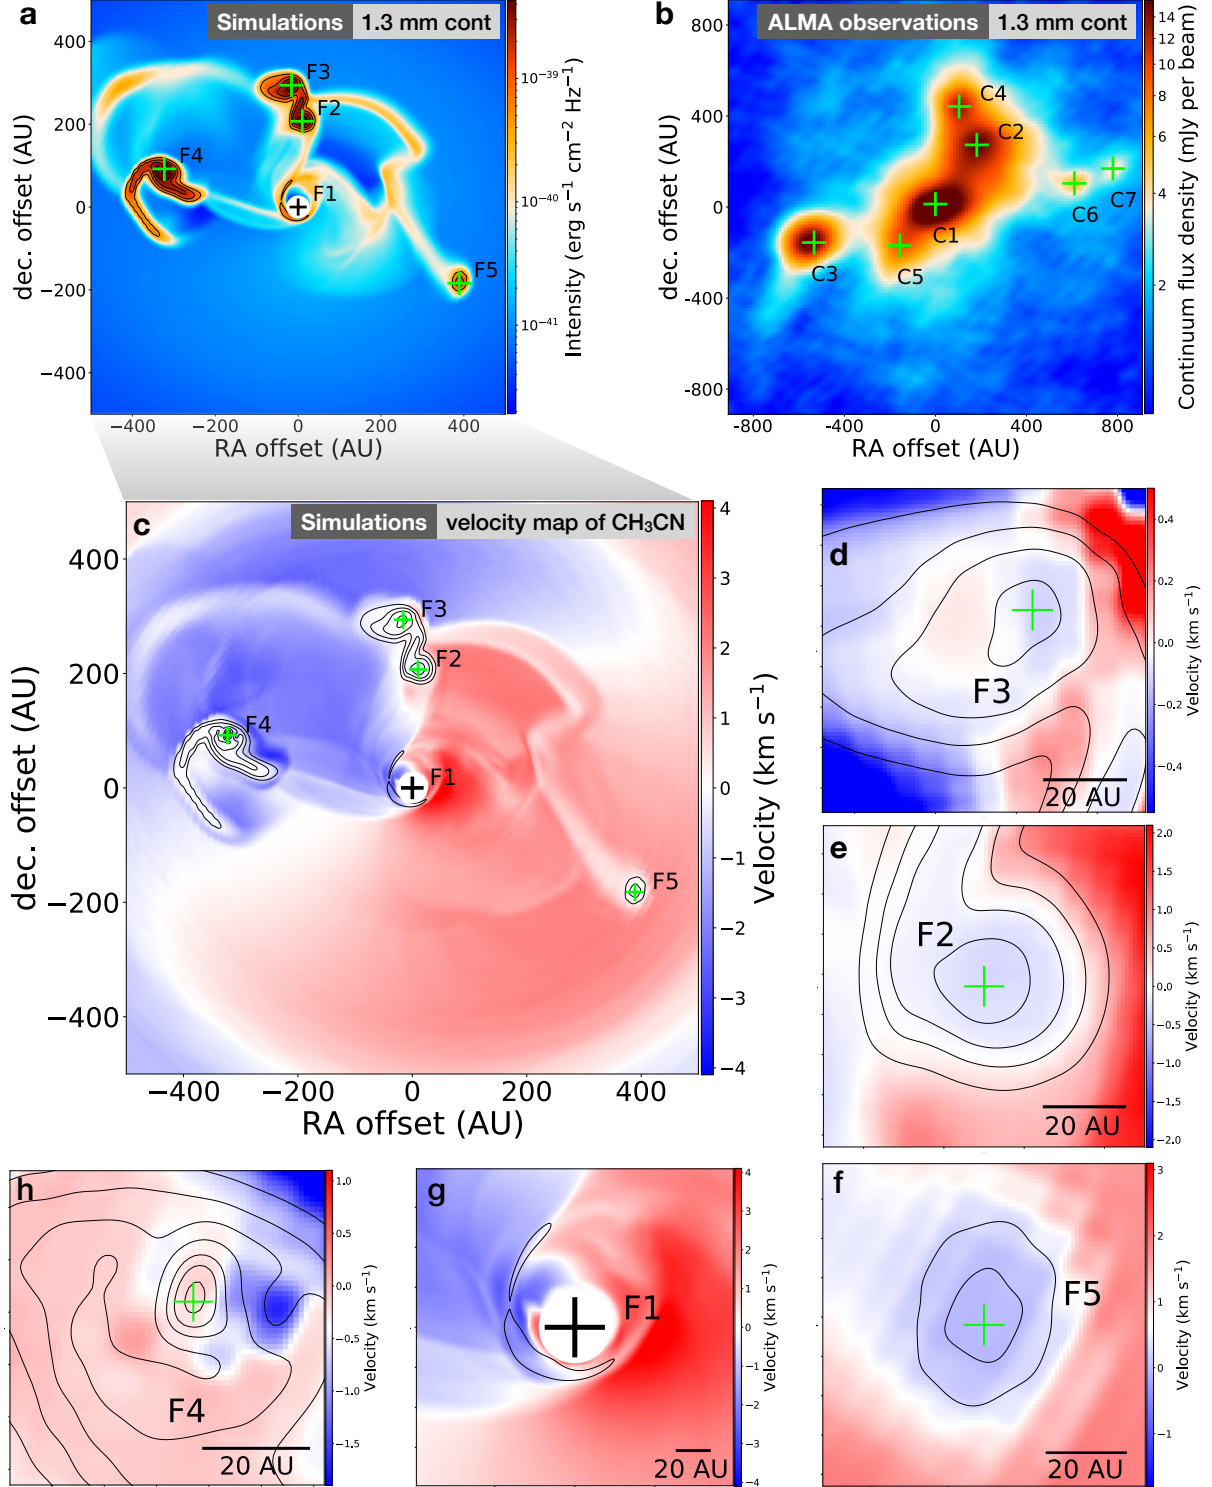 a
Simulations 1.3 mm cont
400
200
0
−200
−400
dec. offset (AU)
−400 −200 0 200 400
RA offset (AU)
F3
F2
F4
F1
F5
10⁻³⁹
10⁻⁴⁰
10⁻⁴¹
Intensity (erg s⁻¹ cm⁻² Hz⁻¹)
b
ALMA observations 1.3 mm cont
800
400
0
-400
-800
dec. offset (AU)
-800 -400 0 400 800
RA offset (AU)
C4
C2
C7
C6
C1
C3
C5
14
12
10
8
6
4
2
Continuum flux density (mJy per beam)
c
Simulations velocity map of CH₃CN
400
200
0
−200
−400
dec. offset (AU)
−400 −200 0 200 400
RA offset (AU)
F3
F2
F4
F1
F5
4
3
2
1
0
−1
−2
−3
−4
Velocity (km s⁻¹)
d
F3
20 AU
0.4
0.2
0.0
−0.2
−0.4
Velocity (km s⁻¹)
e
F2
20 AU
2.0
1.5
1.0
0.5
0.0
−0.5
−1.0
−1.5
−2.0
Velocity (km s⁻¹)
h
F4
20 AU
1.0
0.5
0.0
−0.5
−1.0
−1.5
Velocity (km s⁻¹)
g
F1
20 AU
4
3
2
1
0
−1
−2
−3
−4
Velocity (km s⁻¹)
f
F5
20 AU
3
2
1
0
−1
Velocity (km s⁻¹)